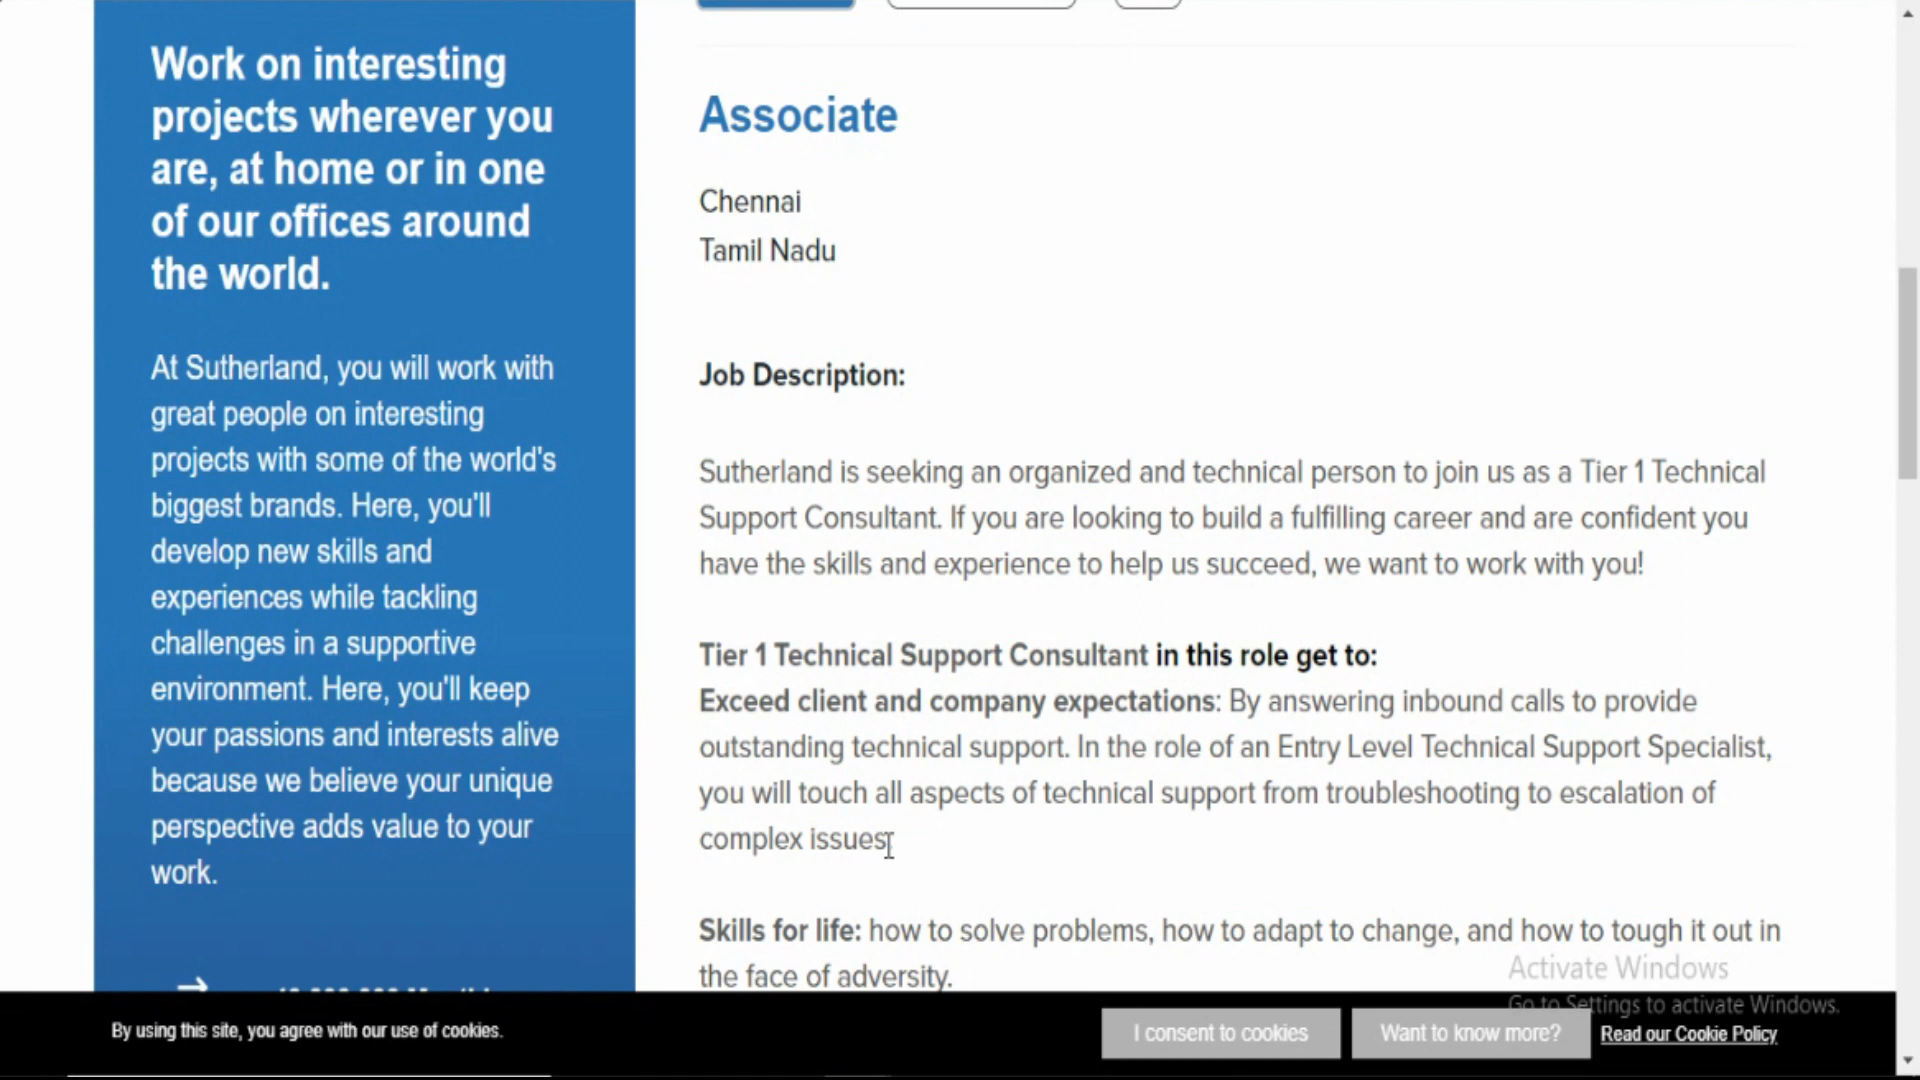 Work on interesting
projects wherever you
are, at home or in one
of our offices around
the world.
At Sutherland, you will work with
great people on interesting
projects with some of the world's
biggest brands. Here, you'll
develop new skills and
experiences while tackling
challenges in a supportive
environment. Here, you'll keep
your passions and interests alive
because we believe your unique
perspective adds value to your
work.
Associate
Chennai
Tamil Nadu
Job Description:
Sutherland is seeking an organized and technical person to join us as a Tier 1 Technical
Support Consultant. If you are looking to build a fulfilling career and are confident you
have the skills and experience to help us succeed, we want to work with you!
Tier 1 Technical Support Consultant in this role get to:
Exceed client and company expectations: By answering inbound calls to provide
outstanding technical support. In the role of an Entry Level Technical Support Specialist,
you will touch all aspects of technical support from troubleshooting to escalation of
complex issues.
Skills for life: how to solve problems, how to adapt to change, and how to tough it out in
the face of adversity.
Activate Windows
Go to Settings to activate Windows.
By using this site, you agree with our use of cookies.
I consent to cookies
Want to know more?
Read our Cookie Policy